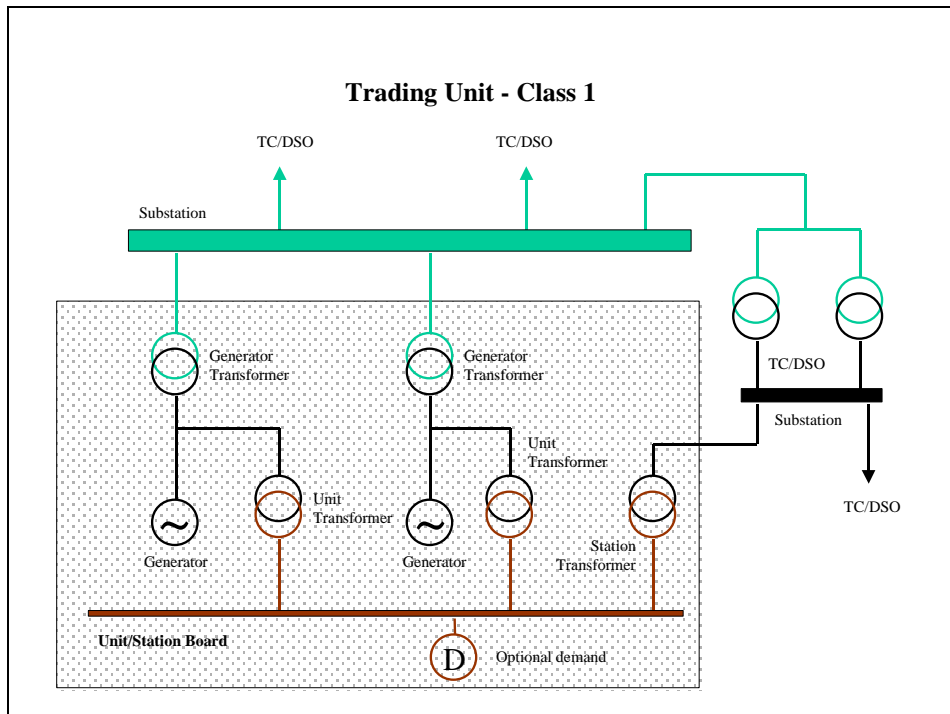 Trading Unit - Class 1
TC/DSO
TC/DSO
Substation
Generator
Transformer
Generator
Transformer
TC/DSO
Substation
Unit
Transformer
Unit
Transformer
TC/DSO
~
~
Station
Transformer
Generator
Generator
Unit/Station Board
D
Optional demand